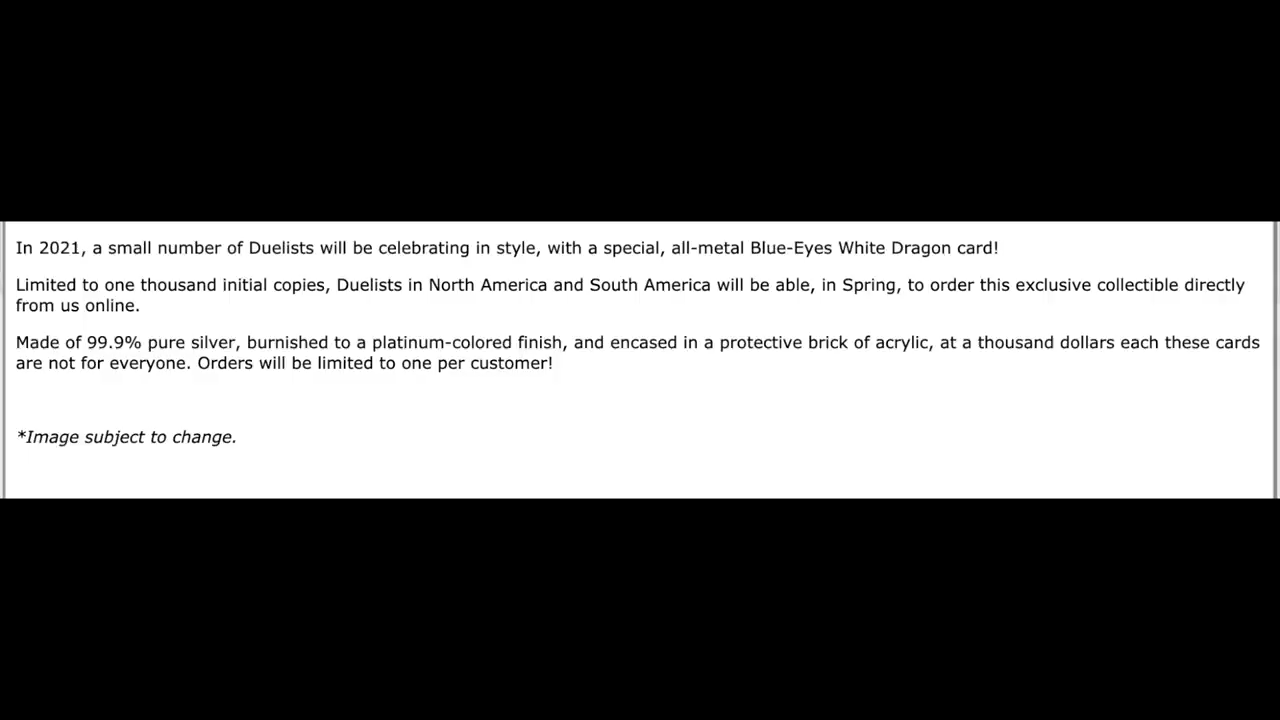 In 2021, a small number of Duelists will be celebrating in style, with a special, all-metal Blue-Eyes White Dragon card!
Limited to one thousand initial copies, Duelists in North America and South America will be able, in Spring, to order this exclusive collectible directly
from us online.
Made of 99.9% pure silver, burnished to a platinum-colored finish, and encased in a protective brick of acrylic, at a thousand dollars each these cards
are not for everyone. Orders will be limited to one per customer!
*Image subject to change.